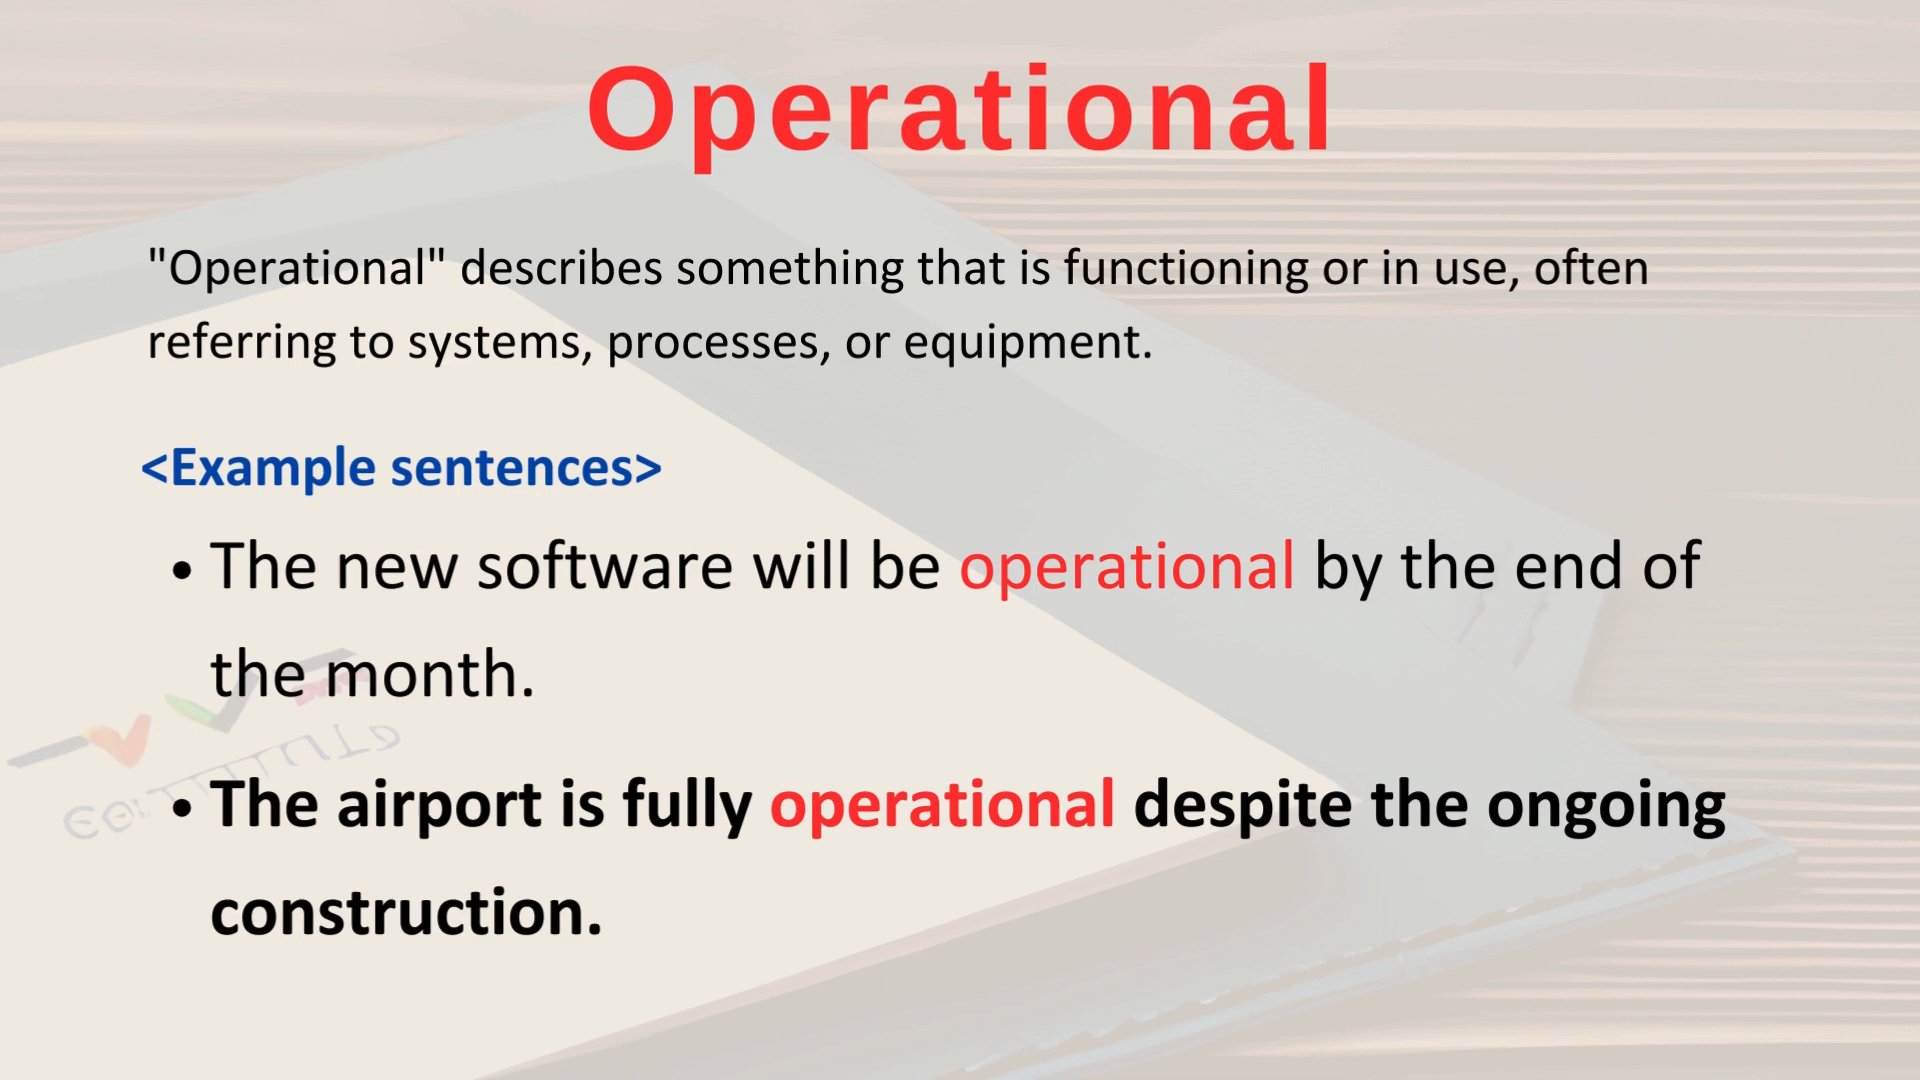 Operational
"Operational" describes something that is functioning or in use, often
referring to systems, processes, or equipment.
<Example sentences>
• The new software will be operational by the end of
the month.
• The airport is fully operational despite the ongoing
construction.